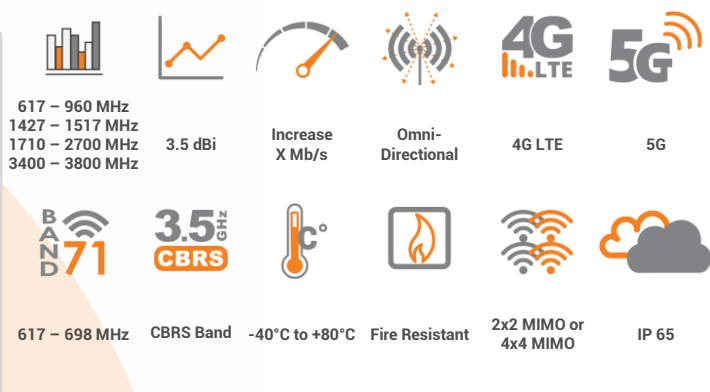 4G
LTE
5G
617 – 960 MHz
1427 – 1517 MHz
1710 – 2700 MHz
3400 – 3800 MHz
3.5 dBi
Increase
X Mb/s
Omni-
Directional
4G LTE
5G
BAND
71
3.5 GHz
CBRS
C°
617 – 698 MHz
CBRS Band
-40°C to +80°C
Fire Resistant
2x2 MIMO or
4x4 MIMO
IP 65